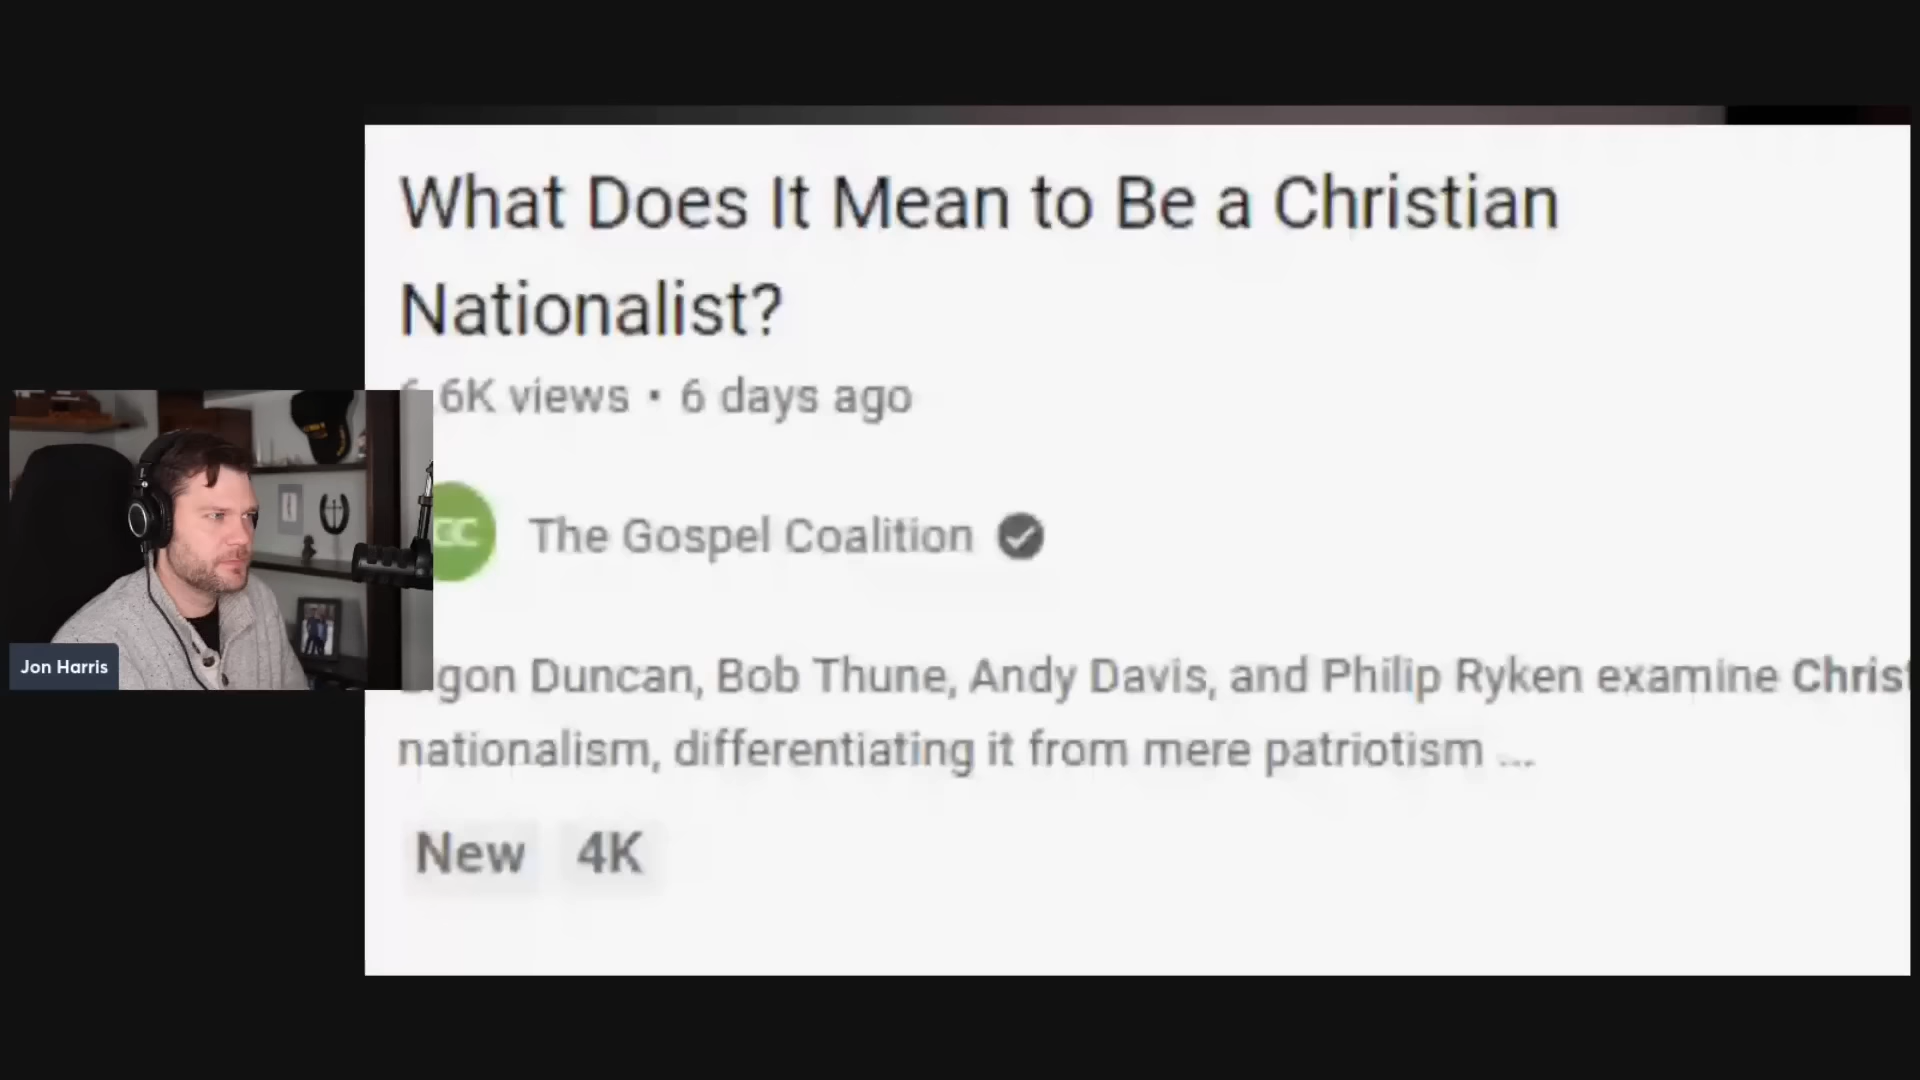 What Does It Mean to Be a Christian
Nationalist?
6K views • 6 days ago
The Gospel Coalition
Jon Harris
gon Duncan, Bob Thune, Andy Davis, and Philip Ryken examine Christ
nationalism, differentiating it from mere patriotism ...
New 4K